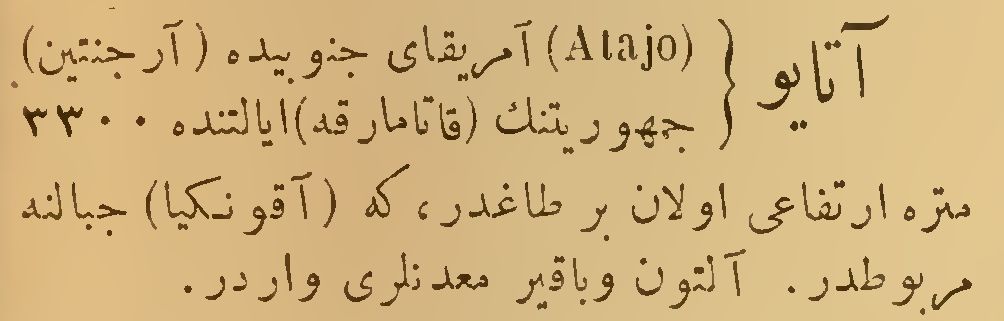 آتايو { (Atajo) آمريقاى جنوبيده (آرجنتين)
جمهوريتنك (قاتامارقه) ايالتنده ٣٣٠٠
متره ارتفاعى اولان بر طاغدر، كه (آقونكيا) جبالنه
مربوطدر. آلتون وباقير معدنلرى واردر.